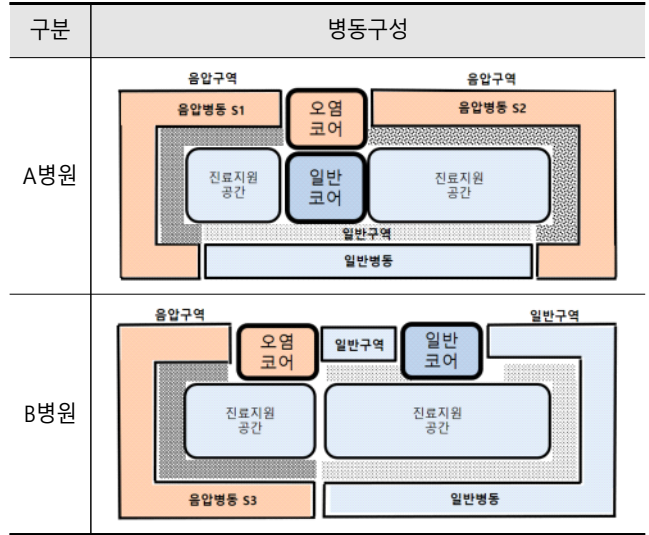 구분
병동구성
A병원
음압구역
음압구역
음압병동 S1
오염
코어
음압병동 S2
진료지원
공간
일반
코어
진료지원
공간
일반구역
일반병동
B병원
음압구역
일반구역
오염
코어
일반구역
일반
코어
진료지원
공간
진료지원
공간
음압병동 S3
일반병동